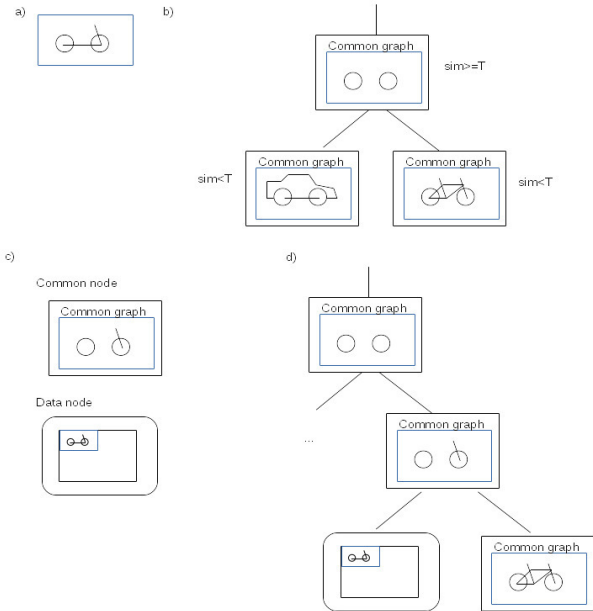 a)
b)
Common graph
sim>=T
Common graph
sim<T
Common graph
sim<T
c)
Common node
Common graph
Data node
d)
Common graph
...
Common graph
Common graph